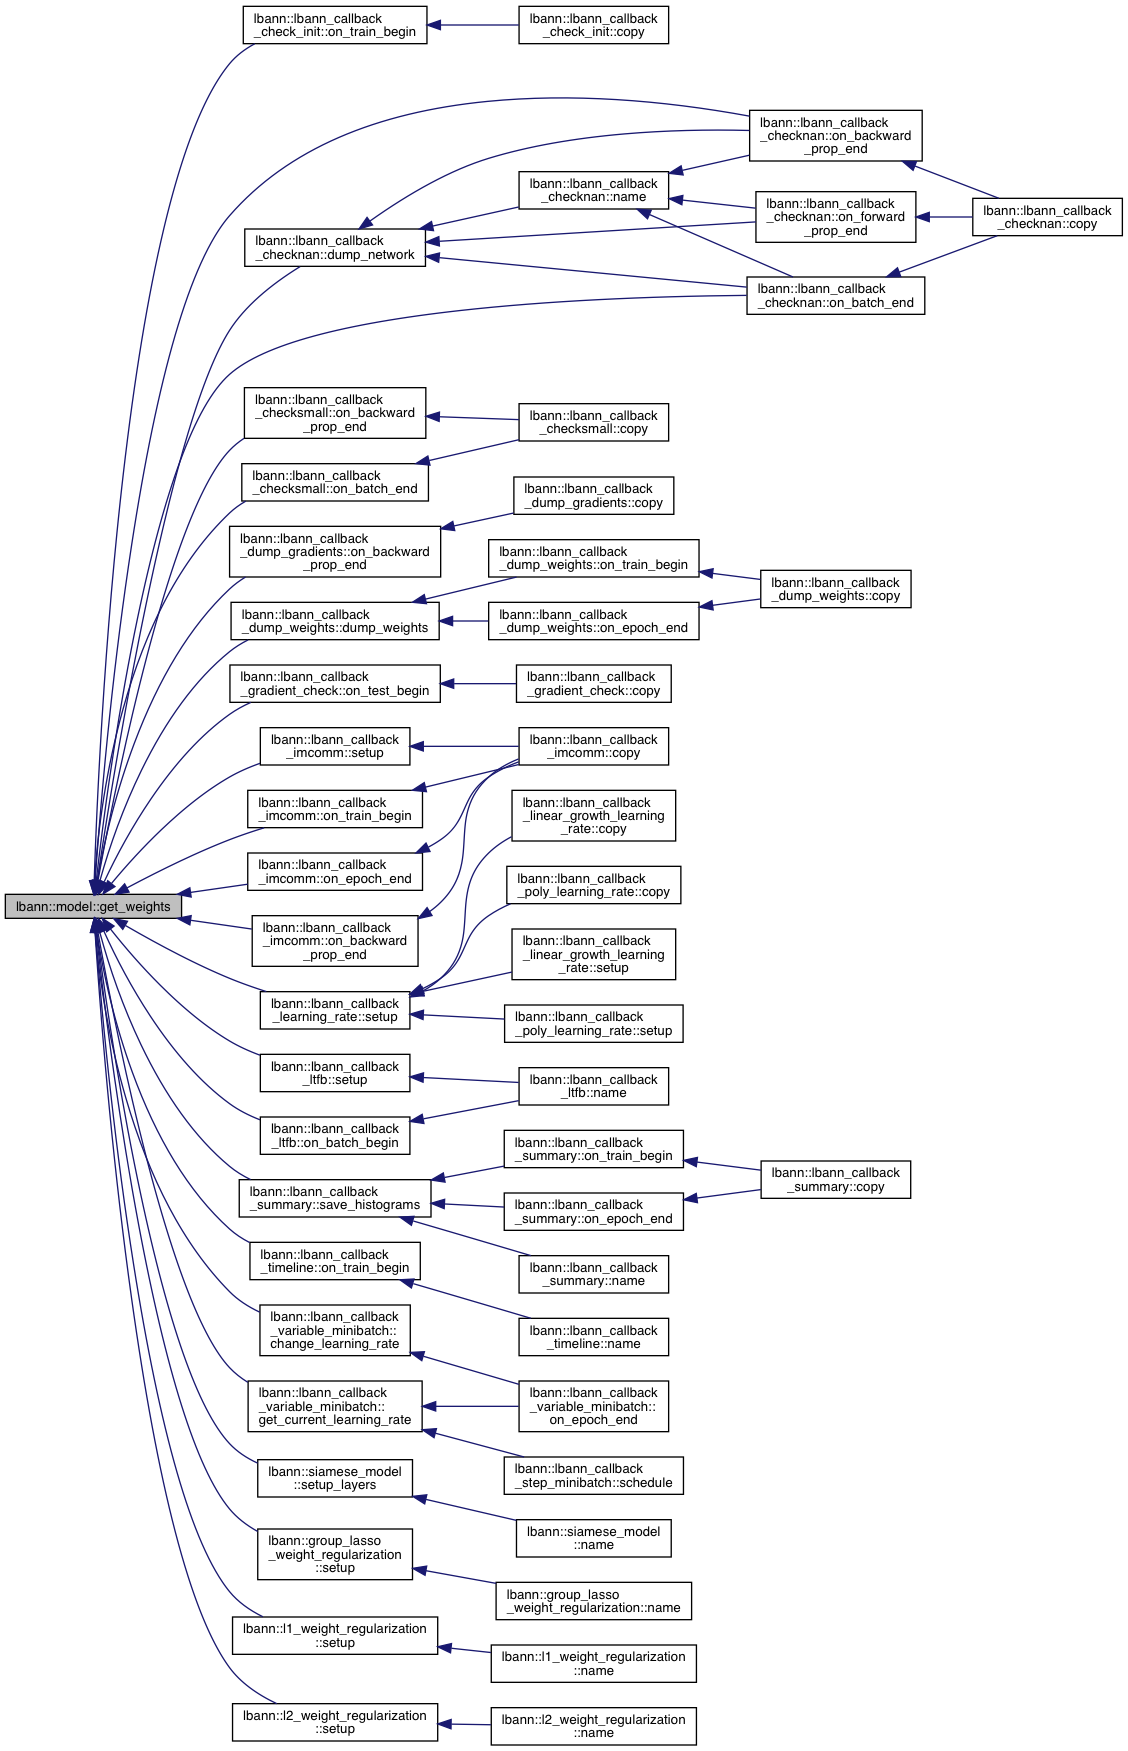 lbann::lbann_callback
_check_init::on_train_begin
lbann::lbann_callback
_check_init::copy
lbann::lbann_callback
_checknan::on_backward
_prop_end
lbann::lbann_callback
_checknan::name
lbann::lbann_callback
_checknan::on_forward
_prop_end
lbann::lbann_callback
_checknan::copy
lbann::lbann_callback
_checknan::dump_network
lbann::lbann_callback
_checknan::on_batch_end
lbann::lbann_callback
_checksmall::on_backward
_prop_end
lbann::lbann_callback
_checksmall::copy
lbann::lbann_callback
_checksmall::on_batch_end
lbann::lbann_callback
_dump_gradients::copy
lbann::lbann_callback
_dump_gradients::on_backward
_prop_end
lbann::lbann_callback
_dump_weights::on_train_begin
lbann::lbann_callback
_dump_weights::copy
lbann::lbann_callback
_dump_weights::dump_weights
lbann::lbann_callback
_dump_weights::on_epoch_end
lbann::lbann_callback
_gradient_check::on_test_begin
lbann::lbann_callback
_gradient_check::copy
lbann::lbann_callback
_imcomm::setup
lbann::lbann_callback
_imcomm::copy
lbann::lbann_callback
_imcomm::on_train_begin
lbann::lbann_callback
_linear_growth_learning
_rate::copy
lbann::lbann_callback
_imcomm::on_epoch_end
lbann::lbann_callback
_poly_learning_rate::copy
lbann::model::get_weights
lbann::lbann_callback
_imcomm::on_backward
_prop_end
lbann::lbann_callback
_linear_growth_learning
_rate::setup
lbann::lbann_callback
_learning_rate::setup
lbann::lbann_callback
_poly_learning_rate::setup
lbann::lbann_callback
_ltfb::setup
lbann::lbann_callback
_ltfb::name
lbann::lbann_callback
_ltfb::on_batch_begin
lbann::lbann_callback
_summary::on_train_begin
lbann::lbann_callback
_summary::copy
lbann::lbann_callback
_summary::save_histograms
lbann::lbann_callback
_summary::on_epoch_end
lbann::lbann_callback
_timeline::on_train_begin
lbann::lbann_callback
_summary::name
lbann::lbann_callback
_variable_minibatch::
change_learning_rate
lbann::lbann_callback
_timeline::name
lbann::lbann_callback
_variable_minibatch::
get_current_learning_rate
lbann::lbann_callback
_variable_minibatch::
on_epoch_end
lbann::siamese_model
::setup_layers
lbann::lbann_callback
_step_minibatch::schedule
lbann::siamese_model
::name
lbann::group_lasso
_weight_regularization
::setup
lbann::group_lasso
_weight_regularization::name
lbann::l1_weight_regularization
::setup
lbann::l1_weight_regularization
::name
lbann::l2_weight_regularization
::setup
lbann::l2_weight_regularization
::name